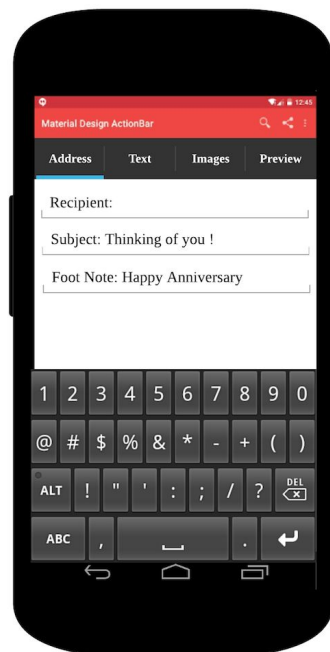 12:45
Material Design ActionBar
Address Text Images Preview
Recipient:
Subject: Thinking of you !
Foot Note: Happy Anniversary
1 2 3 4 5 6 7 8 9 0
@ # $ % & * - + ( )
ALT ! " ' : ; / ? DEL
ABC , .